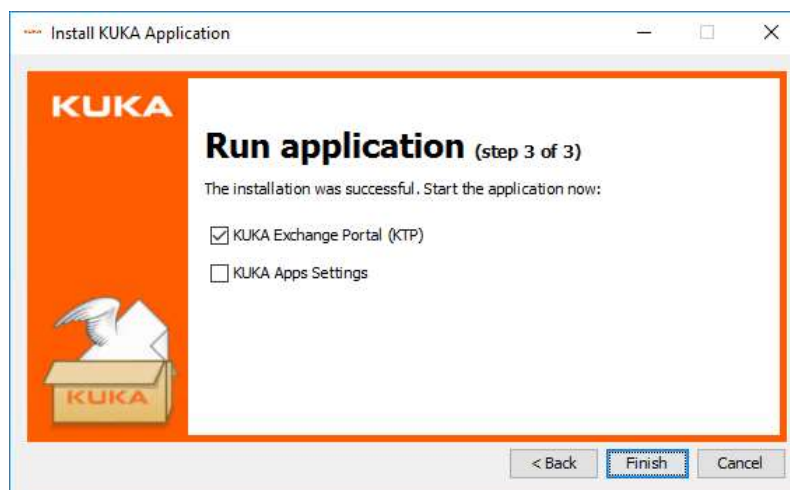 Install KUKA Application
KUKA
Run application (step 3 of 3)
The installation was successful. Start the application now:
KUKA Exchange Portal (KTP)
KUKA Apps Settings
KUKA
< Back
Finish
Cancel